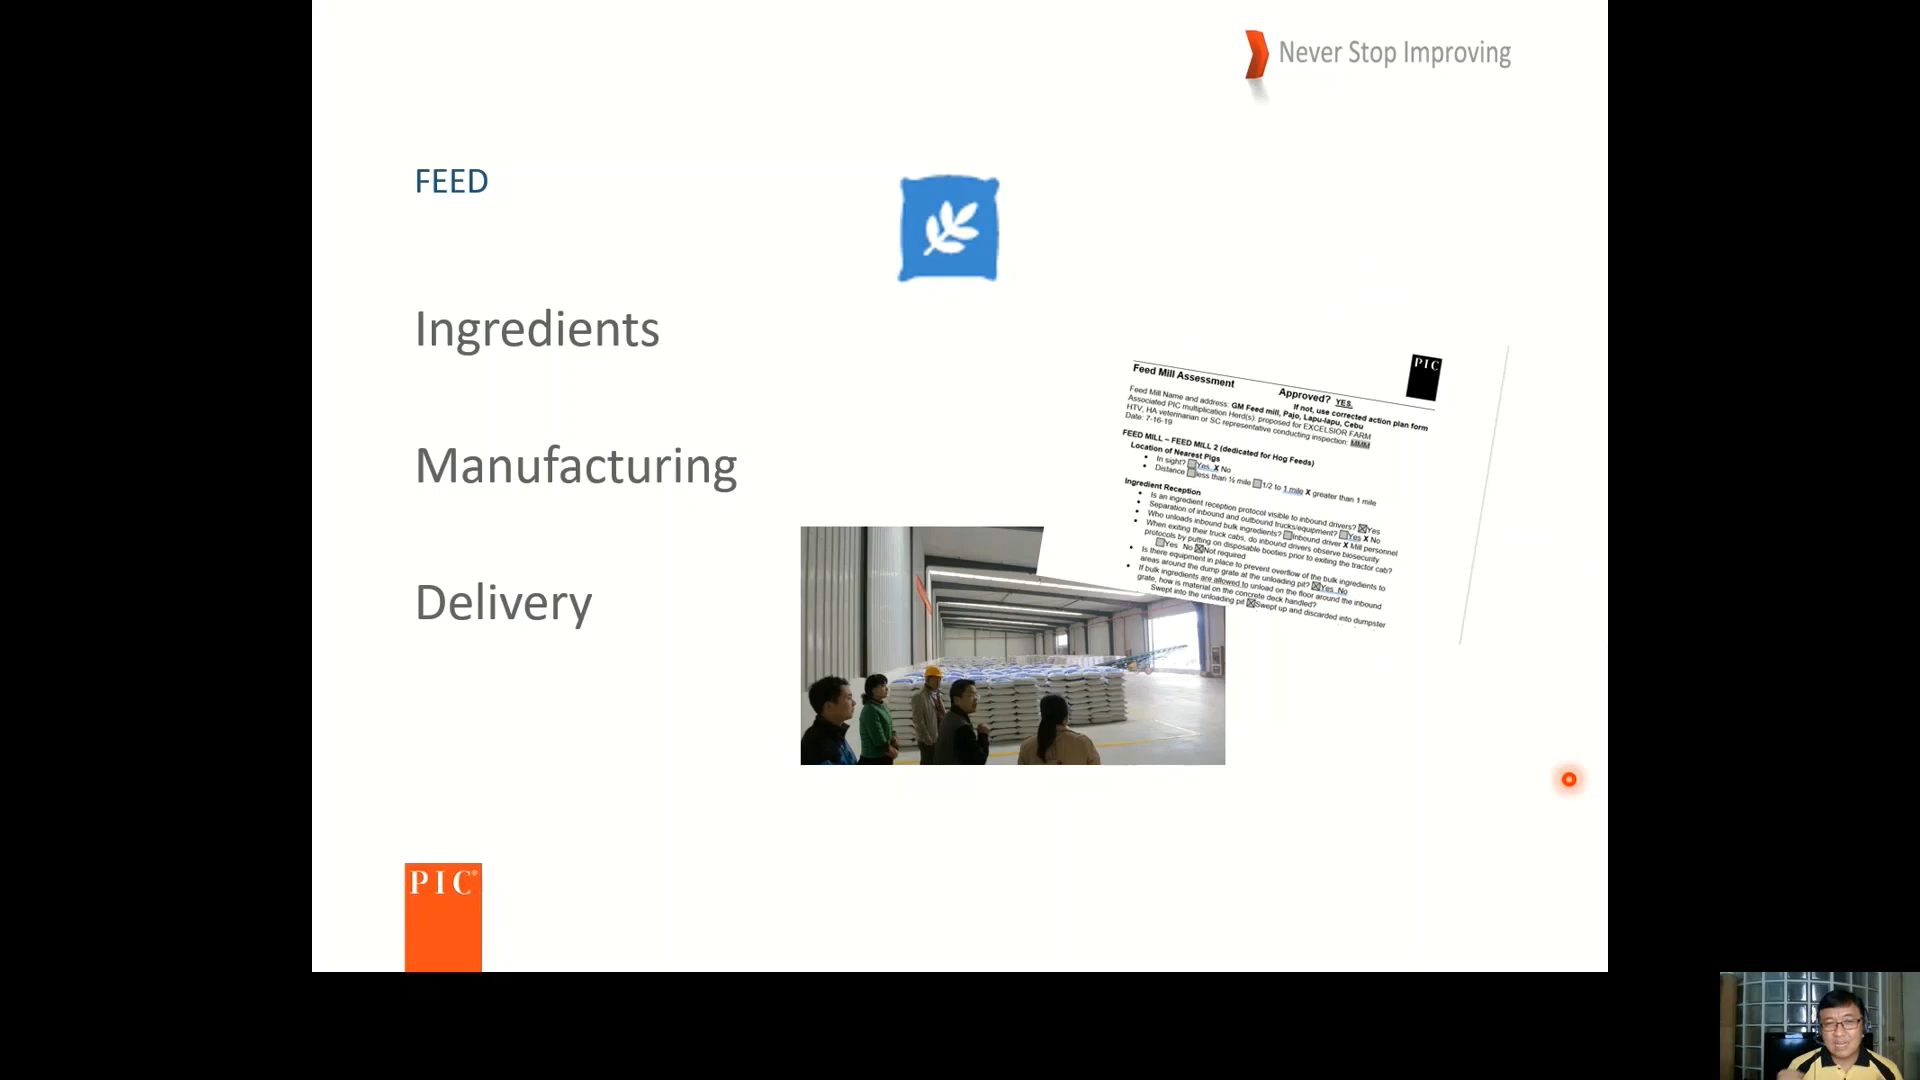 Never Stop Improving
FEED
Ingredients
Manufacturing
Delivery
PIC
Feed Mill Assessment Approved? YES.
If not, use corrected action plan form
Feed Mill Name and address: GM Feed mill, Pajo, Lapu-lapu, Cebu
Associated PIC multiplication Herd(s): proposed for EXCELSIOR FARM
HTV, HA veterinarian or SC representative conducting inspection: MMM
Date: 7-16-19
FEED MILL – FEED MILL 2 (dedicated for Hog Feeds)
Location of Nearest Pigs
• In sight? Yes X No
• Distance less than ½ mile 1/2 to 1 mile X greater than 1 mile
Ingredient Reception
• Is an ingredient reception protocol visible to inbound drivers? Yes
• Separation of inbound and outbound trucks/equipment? Yes X No
• Who unloads inbound bulk ingredients? Inbound driver X Mill personnel
• When exiting their truck cabs, do inbound drivers observe biosecurity
protocols by putting on disposable booties prior to exiting the tractor cab?
Yes No Not required
• Is there equipment in place to prevent overflow of the bulk ingredients to
areas around the dump grate at the unloading pit? Yes No
• If bulk ingredients are allowed to unload on the floor around the inbound
grate, how is material on the concrete deck handled?
Swept into the unloading pit Swept up and discarded into dumpster
PIC®